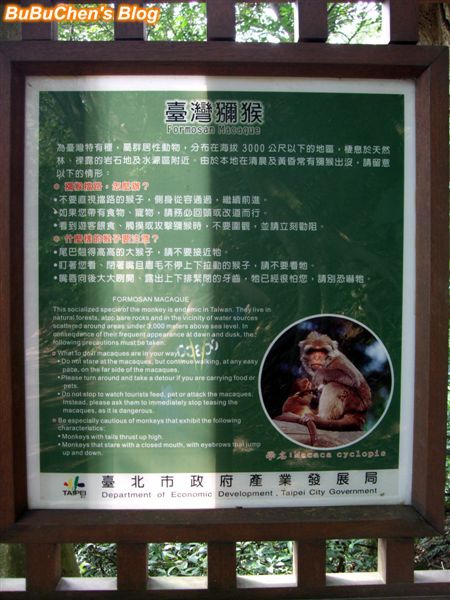 BuBuChen's Blog
臺灣獼猴
Formosan Macaque
為臺灣特有種，屬群居性動物，分布在海拔 3000 公尺以下的地區，棲息於天然
林、裸露的岩石地及水源區附近。由於本地在清晨及黃昏常有獼猴出沒，請留意
以下的情形：
獼猴擋路，怎麼辦？
•不要直視擋路的猴子，側身從容通過，繼續前進。
•如果您帶有食物、寵物，請務必回頭或改道而行。
•看到遊客餵食、觸摸或攻擊獼猴時，不要圍觀，並請立刻勸阻。
什麼樣的猴子要注意？
•尾巴翹得高高的大猴子，請不要接近牠。
•盯著您看、閉著嘴且眉毛不停上下拉動的猴子，請不要看牠。
•嘴唇向後大大咧開、露出上下排緊閉的牙齒，牠已經很怕您，請別恐嚇牠。
FORMOSAN MACAQUE
This socialized specie of the monkey is endemic in Taiwan. They live in
natural forests, atop bare rocks and in the vicinity of water sources
scattered around areas under 3,000 meters above sea level. In
consequence of their frequent appearance at dawn and dusk, the
following precautions must be taken:
What to do if macaques are in your way
•Do not stare at the macaques, but continue walking, at any easy
pace, on the far side of the macaques.
•Please turn around and take a detour if you are carrying food or
pets.
•Do not stop to watch tourists feed, pet or attack the macaques.
Instead, please ask them to immediately stop teasing the
macaques, as it is dangerous.
Be especially cautious of monkeys that exhibit the following
characteristics:
•Monkeys with tails thrust up high.
•Monkeys that stare with a closed mouth, with eyebrows that jump
up and down.
學名：Macaca cyclopis
TAIPEI
臺北市政府產業發展局
Department of Economic Development, Taipei City Government